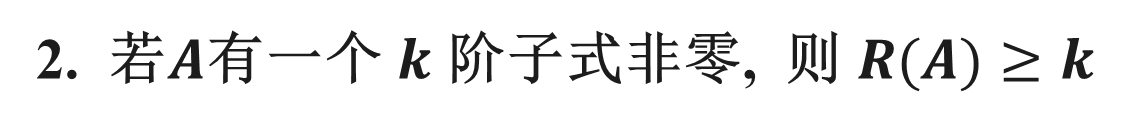 2. 若A有一个 k 阶子式非零, 则 R(A) ≥ k